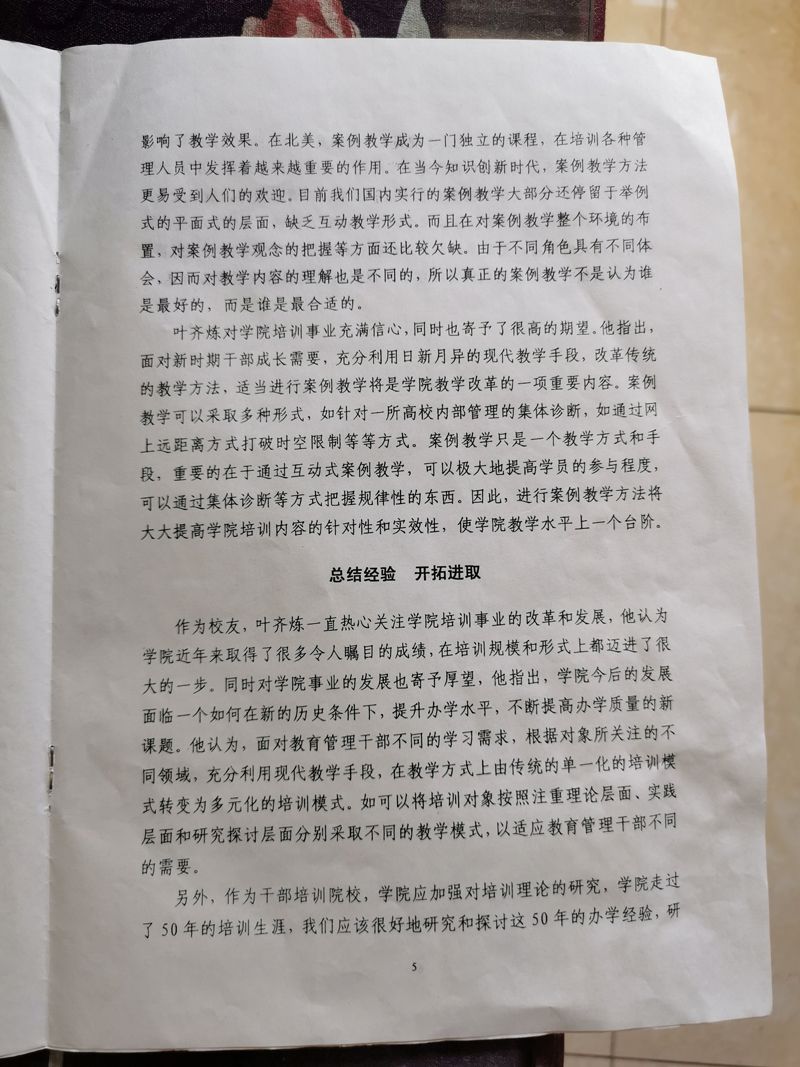 影响了教学效果。在北美，案例教学成为一门独立的课程，在培训各种管
理人员中发挥着越来越重要的作用。在当今知识创新时代，案例教学方法
更易受到人们的欢迎。目前我们国内实行的案例教学大部分还停留于举例
式的平面式的层面，缺乏互动教学形式。而且在对案例教学整个环境的布
置，对案例教学观念的把握等方面还比较欠缺。由于不同角色具有不同体
会，因而对教学内容的理解也是不同的，所以真正的案例教学不是认为谁
是最好的，而是谁是最合适的。
叶齐炼对学院培训事业充满信心，同时也寄予了很高的期望。他指出，
面对新时期干部成长需要，充分利用日新月异的现代教学手段，改革传统
的教学方法，适当进行案例教学将是学院教学改革的一项重要内容。案例
教学可以采取多种形式，如针对一所高校内部管理的集体诊断，如通过网
上远距离方式打破时空限制等等方式。案例教学只是一个教学方式和手
段，重要的在于通过互动式案例教学，可以极大地提高学员的参与程度，
可以通过集体诊断等方式把握规律性的东西。因此，进行案例教学方法将
大大提高学院培训内容的针对性和实效性，使学院教学水平上一个台阶。
总结经验 开拓进取
作为校友，叶齐炼一直热心关注学院培训事业的改革和发展，他认为
学院近年来取得了很多令人瞩目的成绩，在培训规模和形式上都迈进了很
大的一步。同时对学院事业的发展也寄予厚望，他指出，学院今后的发展
面临一个如何在新的历史条件下，提升办学水平，不断提高办学质量的新
课题。他认为，面对教育管理干部不同的学习需求，根据对象所关注的不
同领域，充分利用现代教学手段，在教学方式上由传统的单一化的培训模
式转变为多元化的培训模式。如可以将培训对象按照注重理论层面、实践
层面和研究探讨层面分别采取不同的教学模式，以适应教育管理干部不同
的需要。
另外，作为干部培训院校，学院应加强对培训理论的研究，学院走过
了 50 年的培训生涯，我们应该很好地研究和探讨这 50 年的办学经验，研
5